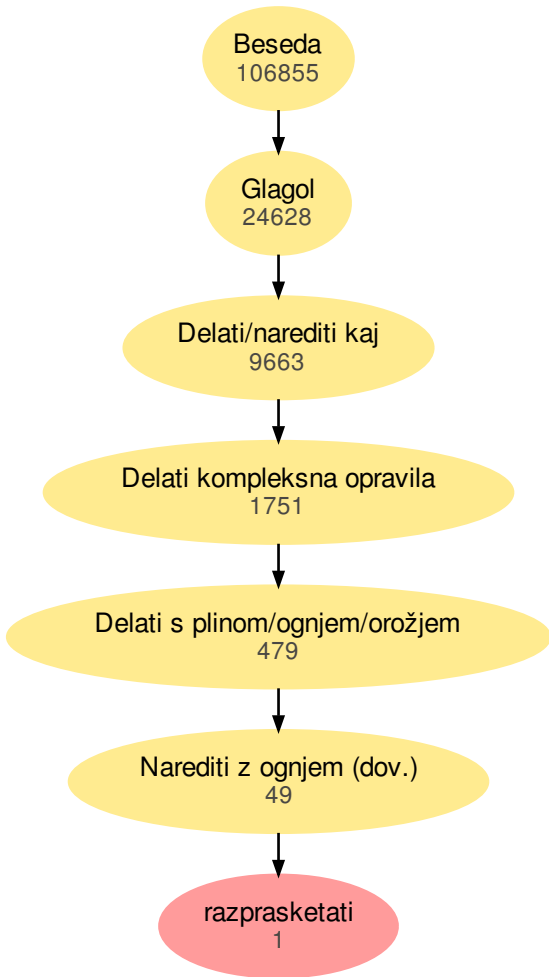 Beseda
106855
Glagol
24628
Delati/narediti kaj
9663
Delati kompleksna opravila
1751
Delati s plinom/ognjem/orožjem
479
Narediti z ognjem (dov.)
49
razprasketati
1